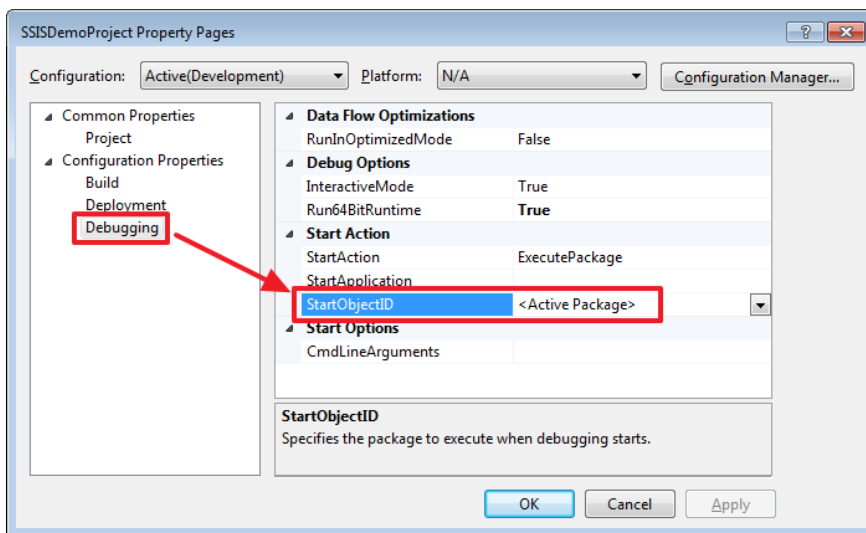 SSISDemoProject Property Pages
Configuration: Active(Development) Platform: N/A Configuration Manager...
Common Properties
Project
Configuration Properties
Build
Deployment
Debugging
Data Flow Optimizations
RunInOptimizedMode False
Debug Options
InteractiveMode True
Run64BitRuntime True
Start Action
StartAction ExecutePackage
StartApplication
StartObjectID <Active Package>
Start Options
CmdLineArguments
StartObjectID
Specifies the package to execute when debugging starts.
OK Cancel Apply